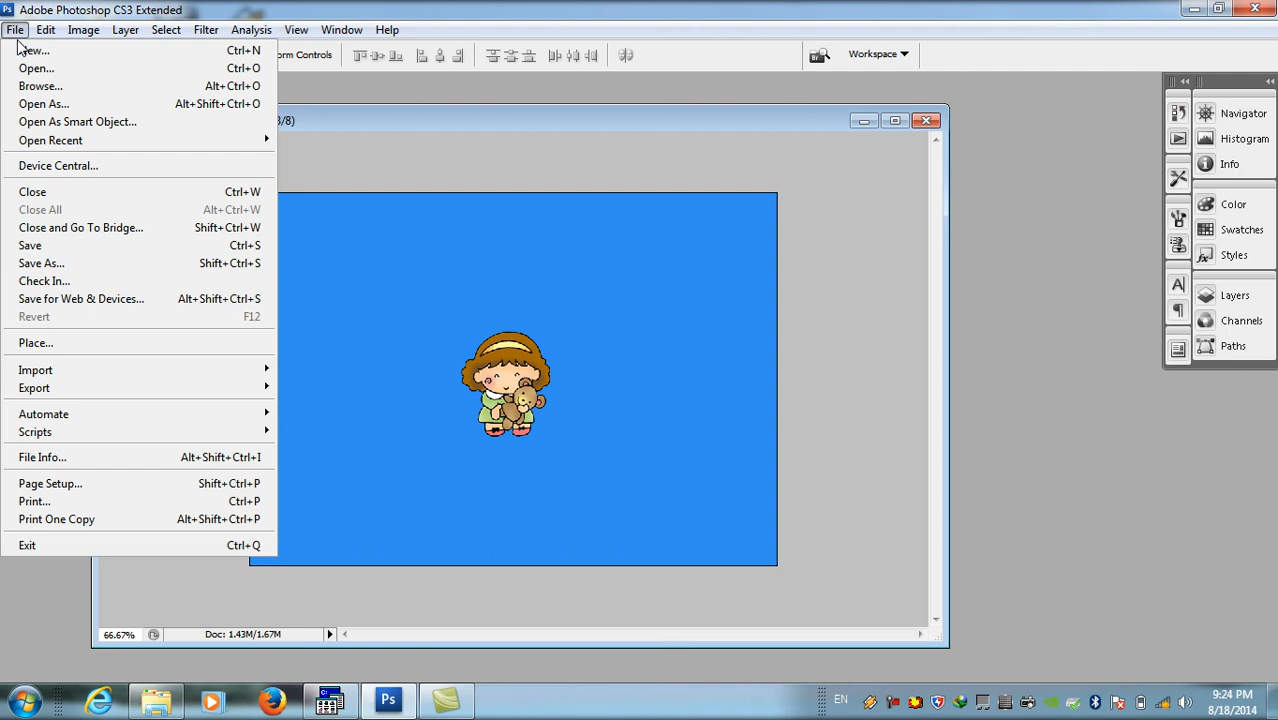 Ps Adobe Photoshop CS3 Extended
File Edit Image Layer Select Filter Analysis View Window Help
Ctrl+N
Open... Ctrl+O
Browse... Alt+Ctrl+O
Open As... Alt+Shift+Ctrl+O
Open As Smart Object...
Open Recent
Device Central...
Close Ctrl+W
Close All Alt+Ctrl+W
Close and Go To Bridge... Shift+Ctrl+W
Save Ctrl+S
Save As... Shift+Ctrl+S
Check In...
Save for Web & Devices... Alt+Shift+Ctrl+S
Revert F12
Place...
Import
Export
Automate
Scripts
File Info... Alt+Shift+Ctrl+I
Page Setup... Shift+Ctrl+P
Print... Ctrl+P
Print One Copy Alt+Shift+Ctrl+P
Exit Ctrl+Q
Controls
Br
Workspace
/8)
Navigator
Histogram
Info
Color
Swatches
Styles
Layers
Channels
Paths
66.67% Doc: 1.43M/1.67M
Ps
EN
9:24 PM
8/18/2014